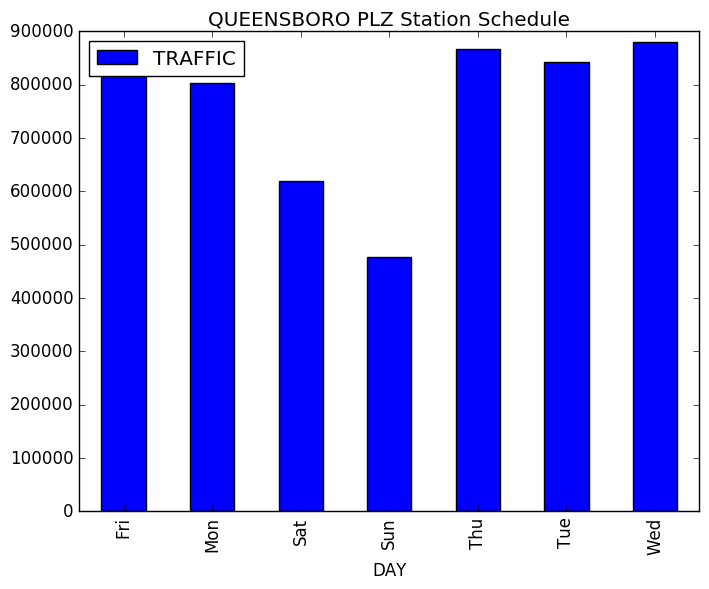 QUEENSBORO PLZ Station Schedule
TRAFFIC
900000
800000
700000
600000
500000
400000
300000
200000
100000
0
Fri
Mon
Sat
Sun
Thu
Tue
Wed
DAY